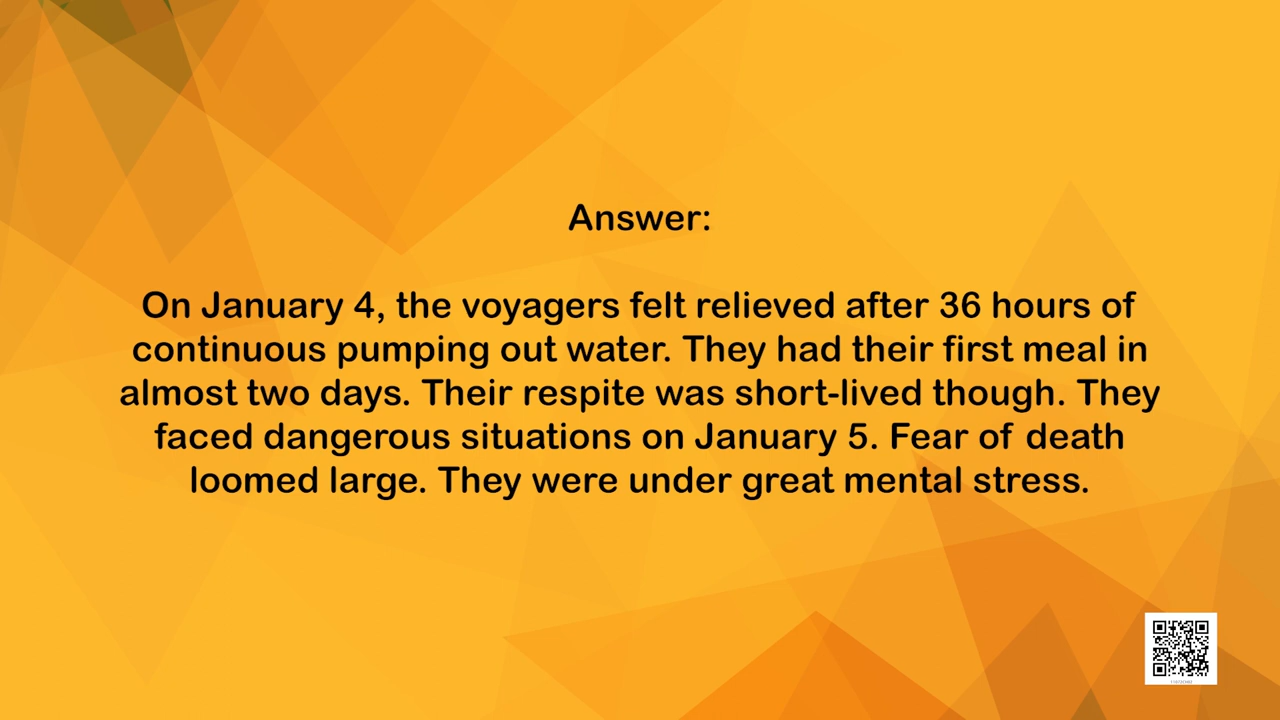 Answer:
On January 4, the voyagers felt relieved after 36 hours of
continuous pumping out water. They had their first meal in
almost two days. Their respite was short-lived though. They
faced dangerous situations on January 5. Fear of death
loomed large. They were under great mental stress.